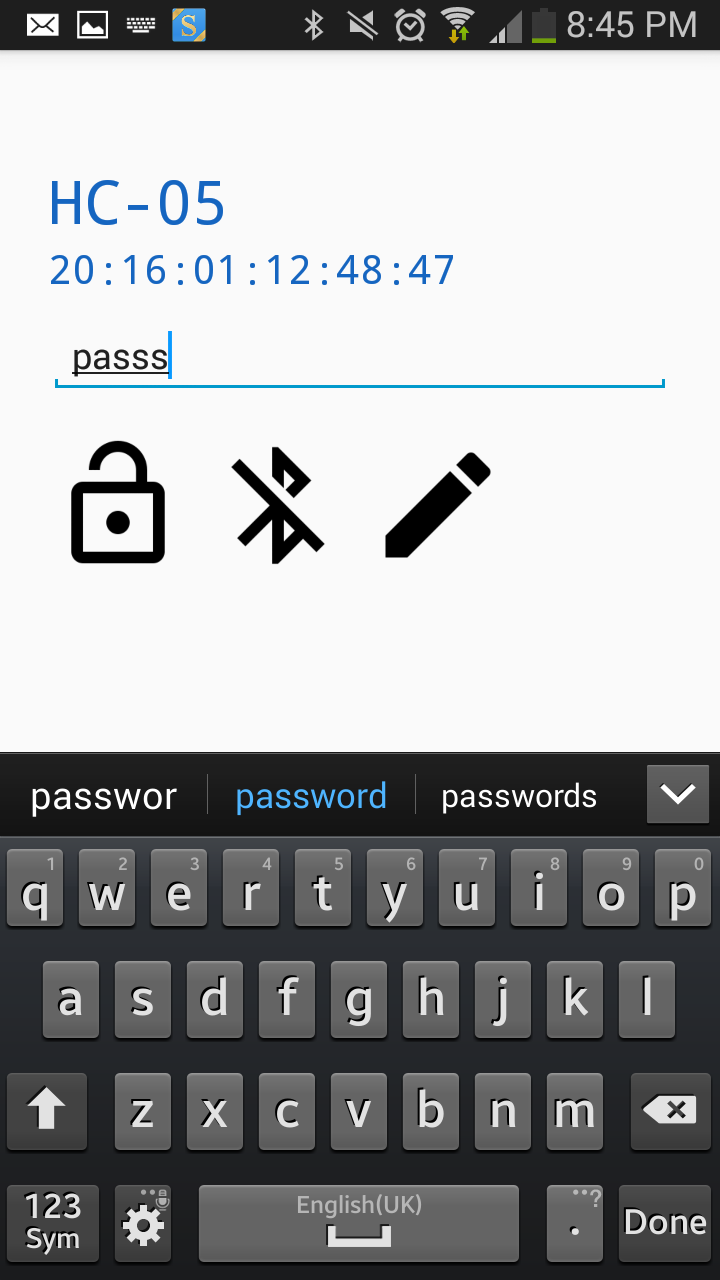 8:45 PM
HC-05
20:16:01:12:48:47
passs
passwor password passwords
1 2 3 4 5 6 7 8 9 0
q w e r t y u i o p
a s d f g h j k l
z x c v b n m
123 English(UK) ?
Sym . Done